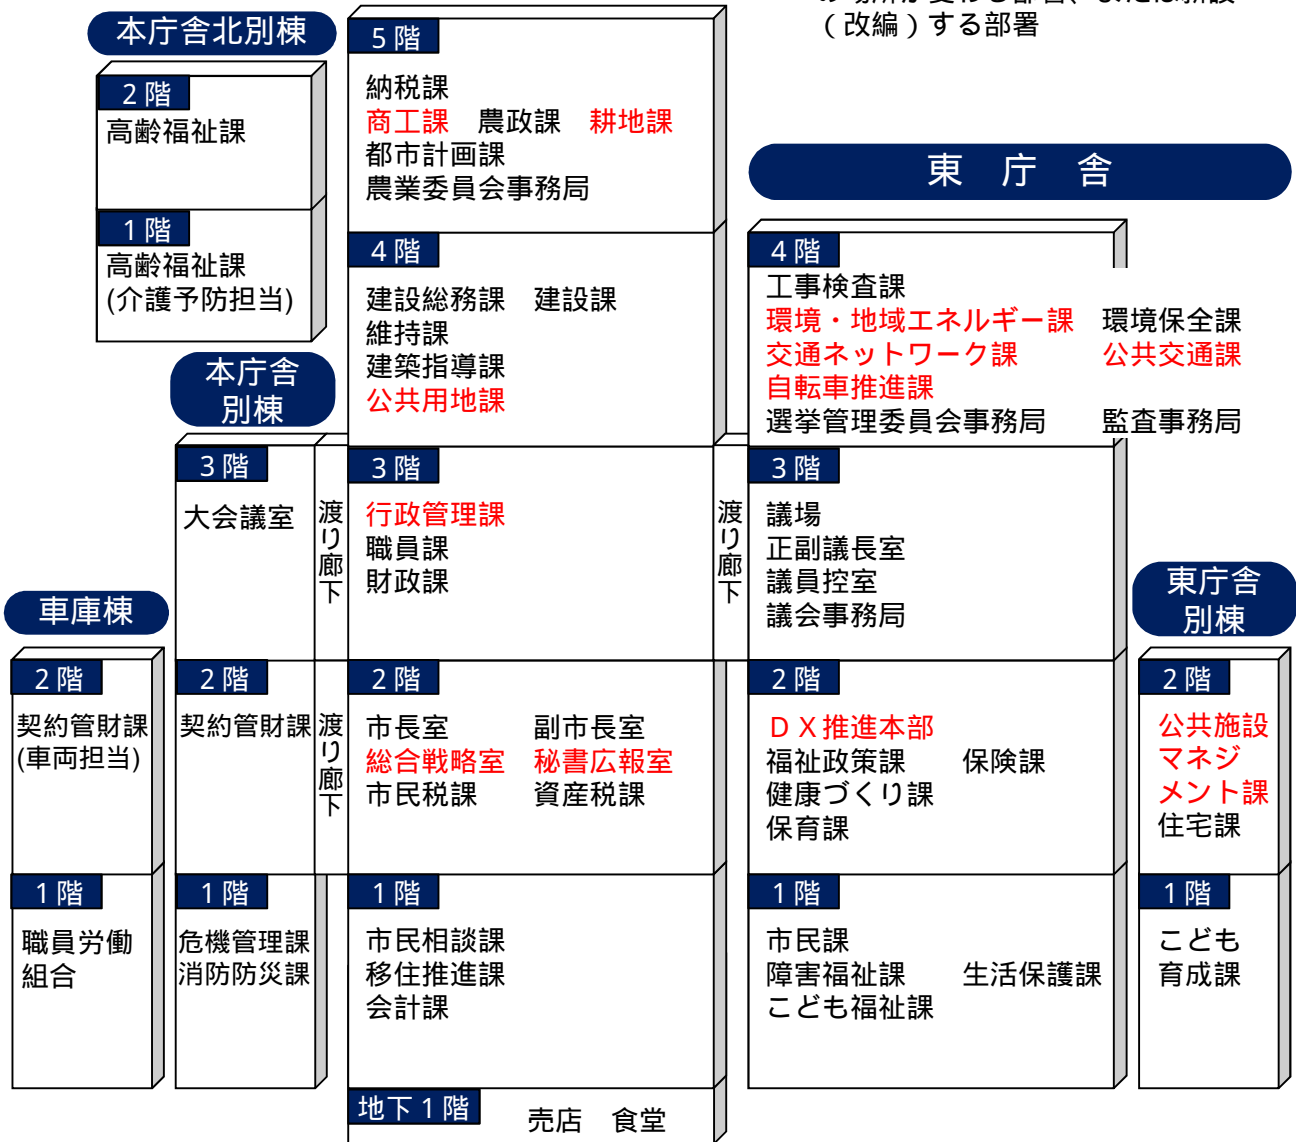 （改編）する部署
本庁舎北別棟
2階
高齢福祉課
1階
高齢福祉課
(介護予防担当)
5階
納税課
商工課　農政課　耕地課
都市計画課
農業委員会事務局
4階
建設総務課　建設課
維持課
建築指導課
公共用地課
東　庁　舎
4階
工事検査課
環境・地域エネルギー課　環境保全課
交通ネットワーク課　公共交通課
自転車推進課
選挙管理委員会事務局　監査事務局
本庁舎
別棟
3階
大会議室
渡り廊下
3階
行政管理課
職員課
財政課
渡り廊下
3階
議場
正副議長室
議員控室
議会事務局
車庫棟
2階
契約管財課
(車両担当)
2階
契約管財課
渡り廊下
2階
市長室　副市長室
総合戦略室　秘書広報室
市民税課　資産税課
2階
ＤＸ推進本部
福祉政策課　保険課
健康づくり課
保育課
東庁舎
別棟
2階
公共施設
マネジ
メント課
住宅課
1階
職員労働
組合
1階
危機管理課
消防防災課
1階
市民相談課
移住推進課
会計課
1階
市民課
障害福祉課　生活保護課
こども福祉課
1階
こども
育成課
地下1階
売店　食堂